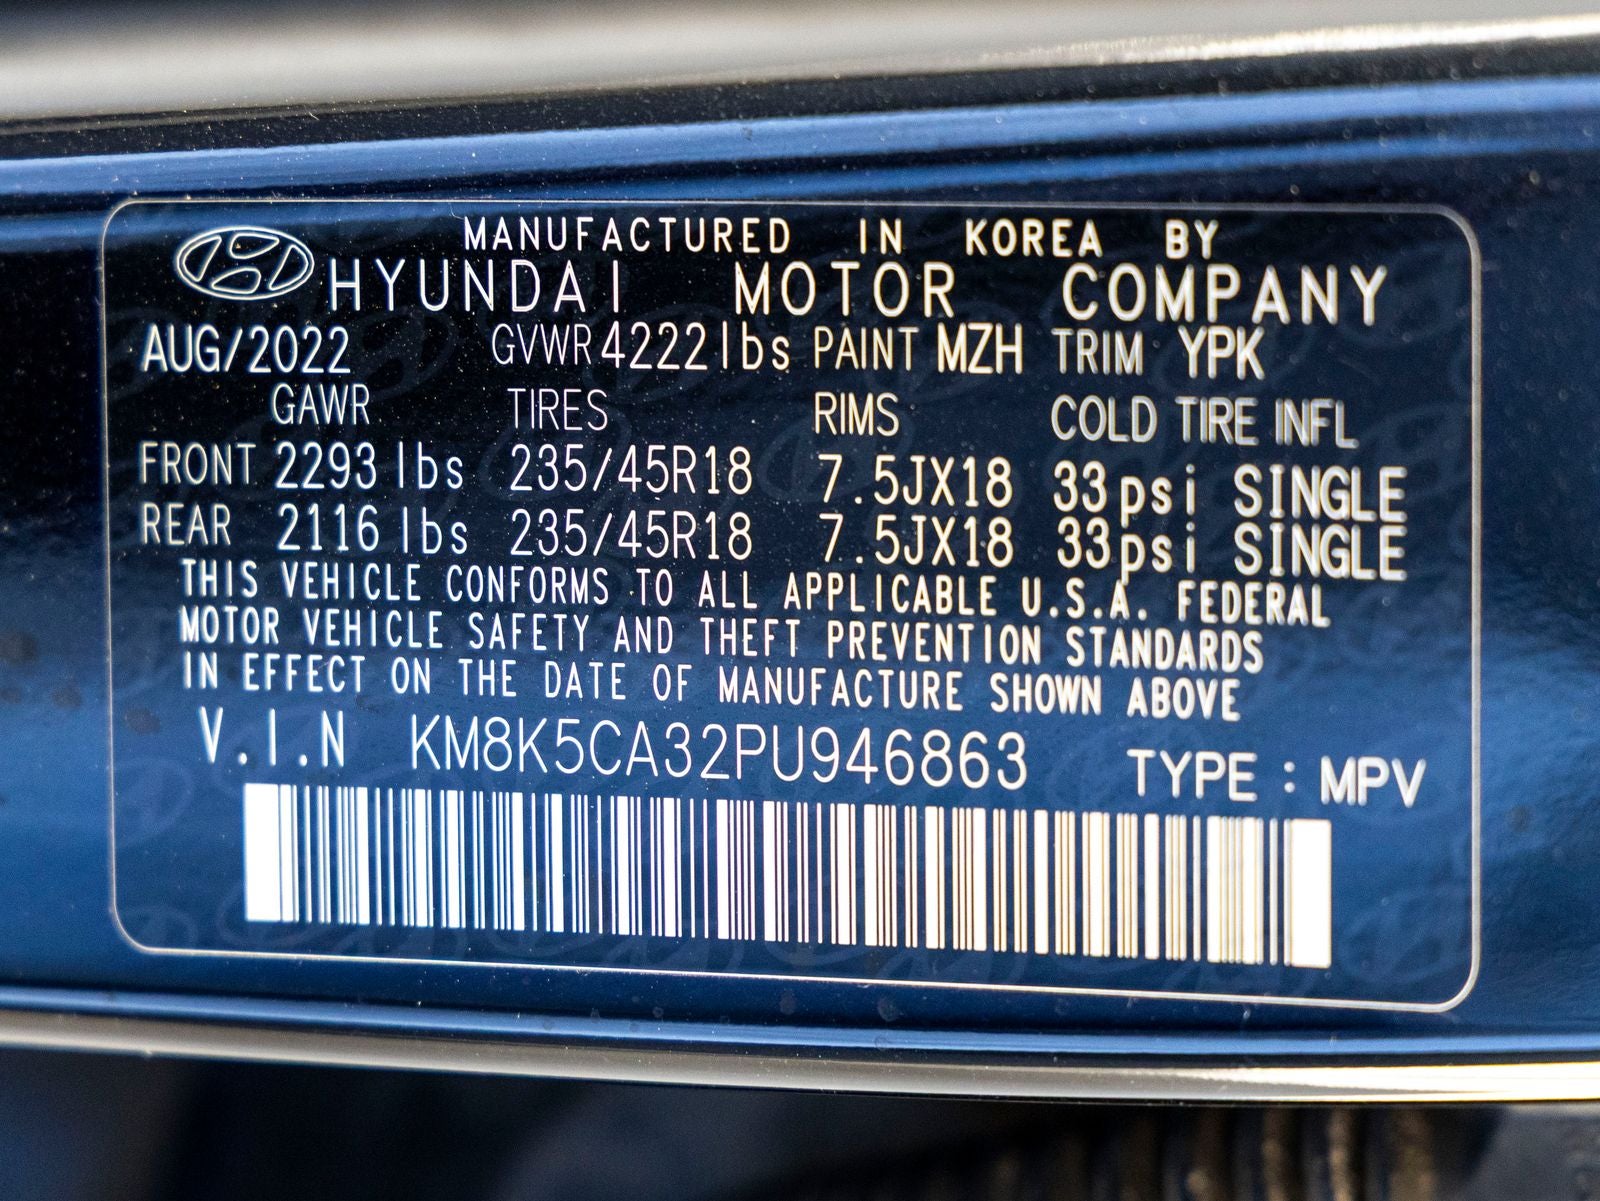 MANUFACTURED IN KOREA BY
HYUNDAI MOTOR COMPANY
AUG/2022 GVWR 4222 lbs PAINT MZH TRIM YPK
GAWR TIRES RIMS COLD TIRE INFL
FRONT 2293 lbs 235/45R18 7.5JX18 33psi SINGLE
REAR 2116 lbs 235/45R18 7.5JX18 33psi SINGLE
THIS VEHICLE CONFORMS TO ALL APPLICABLE U.S.A. FEDERAL
MOTOR VEHICLE SAFETY AND THEFT PREVENTION STANDARDS
IN EFFECT ON THE DATE OF MANUFACTURE SHOWN ABOVE
V.I.N KM8K5CA32PU946863 TYPE : MPV